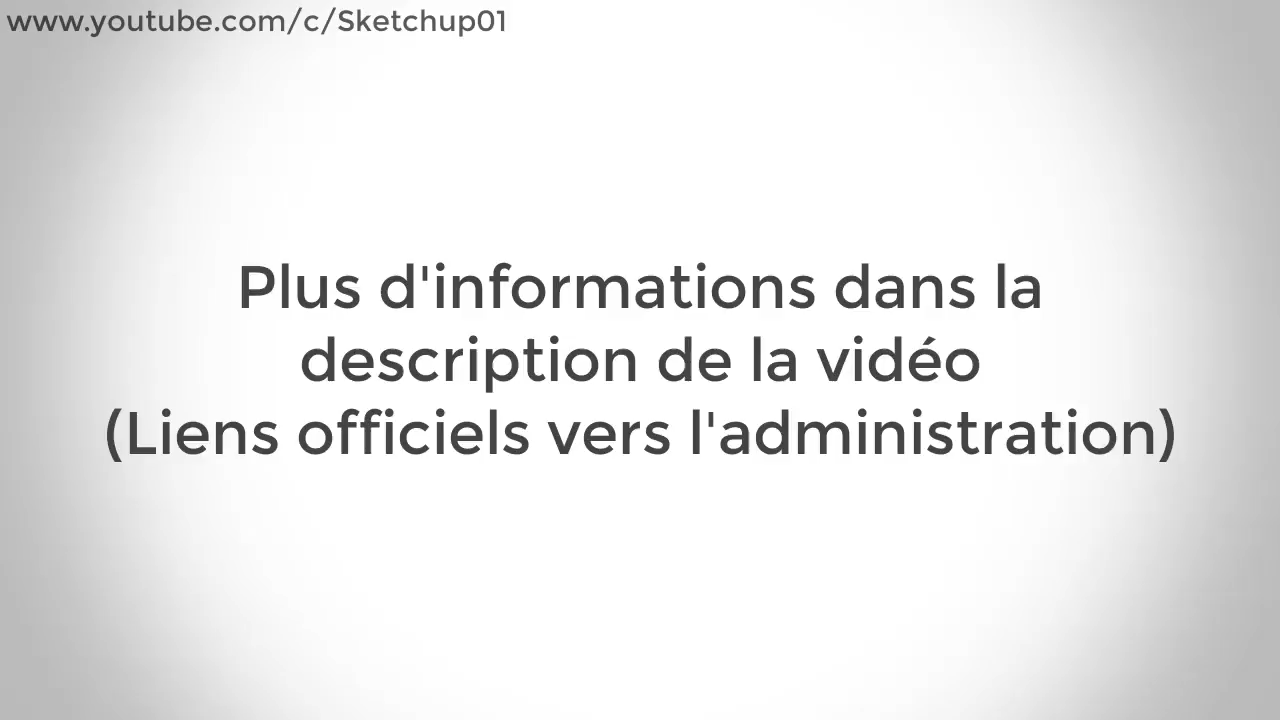 www.youtube.com/c/Sketchup01
Plus d'informations dans la
description de la vidéo
(Liens officiels vers l'administration)